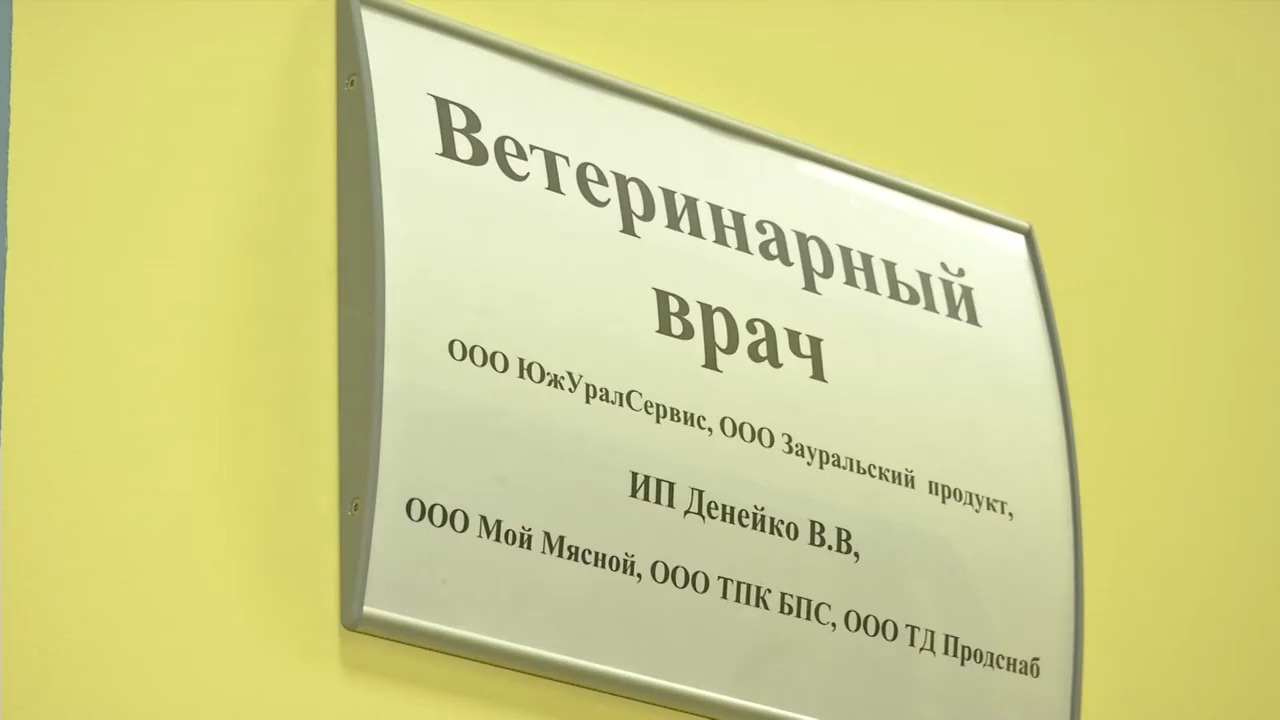 Ветеринарный
врач
ООО ЮжУралСервис, ООО Зауральский продукт,
ИП Денейко В.В,
ООО Мой Мясной, ООО ТПК БПС, ООО ТД Продснаб